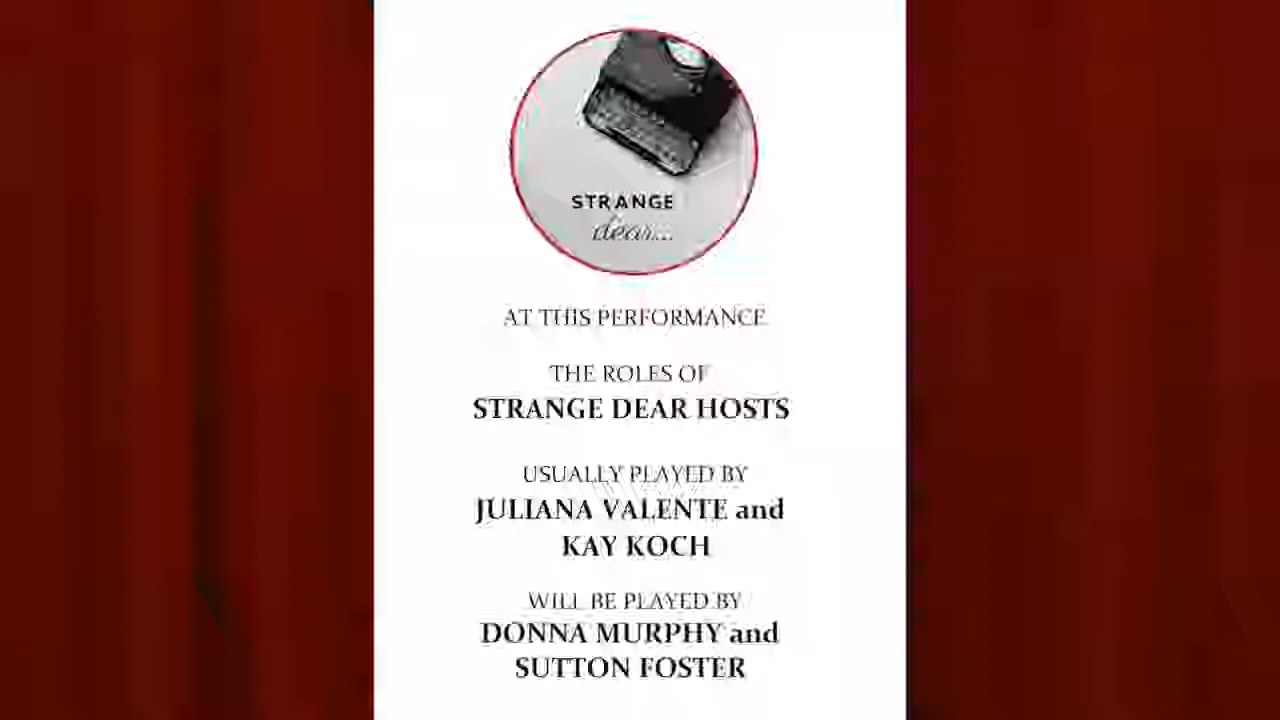 STRANGE
dear...
AT THIS PERFORMANCE
THE ROLES OF
STRANGE DEAR HOSTS
USUALLY PLAYED BY
JULIANA VALENTE and
KAY KOCH
WILL BE PLAYED BY
DONNA MURPHY and
SUTTON FOSTER